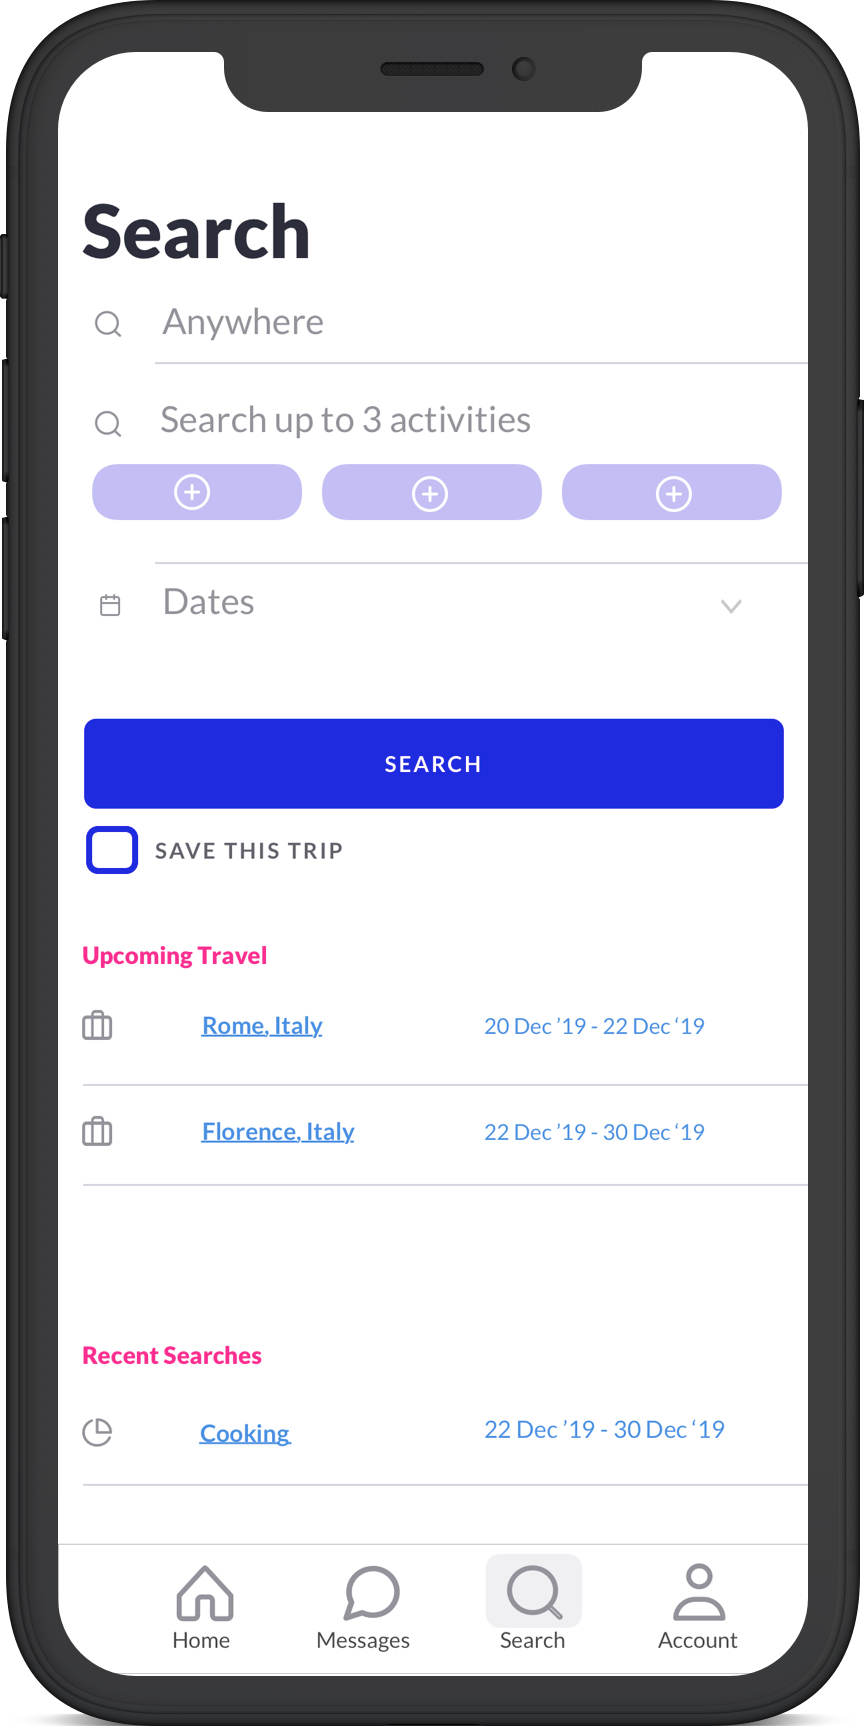 Search
Anywhere
Search up to 3 activities
Dates
SEARCH
SAVE THIS TRIP
Upcoming Travel
Rome, Italy 20 Dec ’19 - 22 Dec ‘19
Florence, Italy 22 Dec ’19 - 30 Dec ‘19
Recent Searches
Cooking 22 Dec ’19 - 30 Dec ‘19
Home Messages Search Account